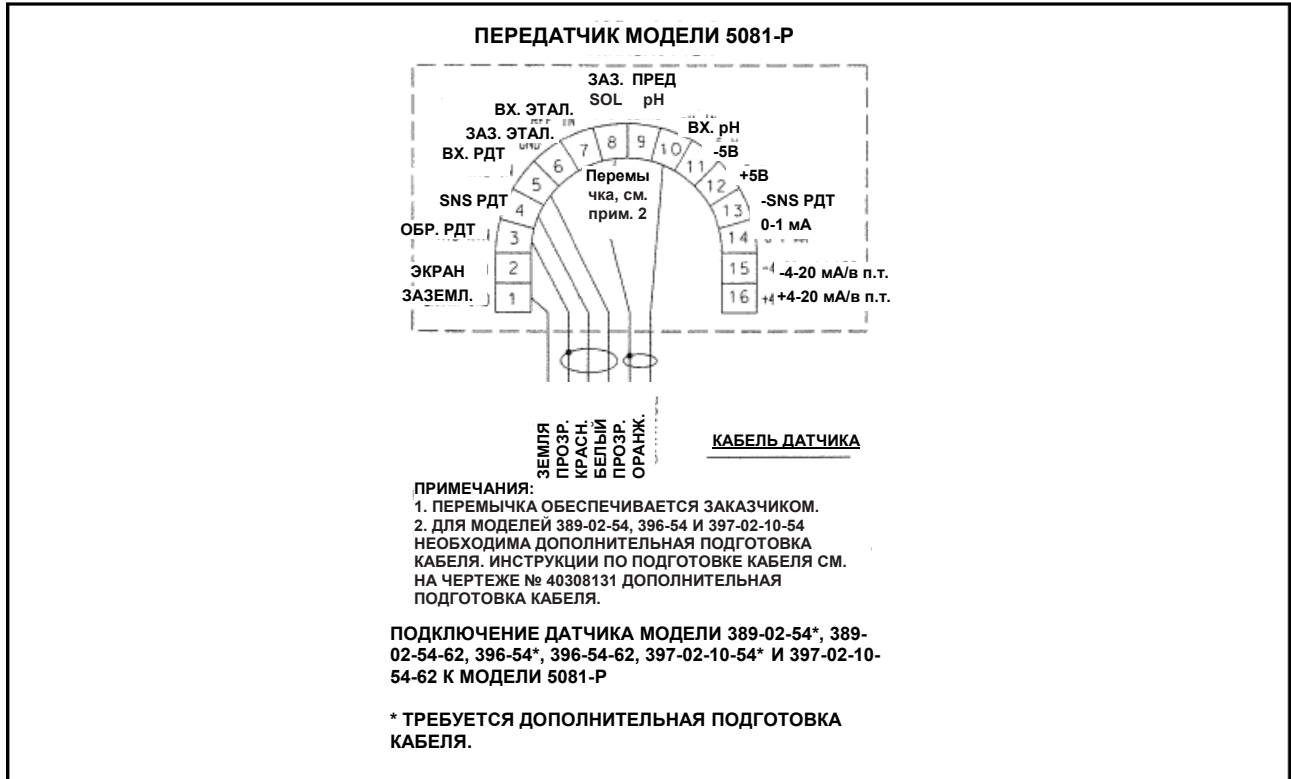 ПЕРЕДАТЧИК МОДЕЛИ 5081-Р
ЗАЗ. ПРЕД
SOL pH
ВХ. ЭТАЛ.
ЗАЗ. ЭТАЛ.
ВХ. РДТ
SNS РДТ
ОБР. РДТ
ЭКРАН
ЗАЗЕМЛ.
ВХ. рН
-5В
+5В
-SNS РДТ
0-1 мА
-4-20 мА/в п.т.
+4-20 мА/в п.т.
1
2
3
4
5
6
7
8
9
10
11
12
13
14
15
16
Перемы
чка, см.
прим. 2
ЗЕМЛЯ
ПРОЗР.
КРАСН.
БЕЛЫЙ
ПРОЗР.
ОРАНЖ.
КАБЕЛЬ ДАТЧИКА
ПРИМЕЧАНИЯ:
1. ПЕРЕМЫЧКА ОБЕСПЕЧИВАЕТСЯ ЗАКАЗЧИКОМ.
2. ДЛЯ МОДЕЛЕЙ 389-02-54, 396-54 И 397-02-10-54
НЕОБХОДИМА ДОПОЛНИТЕЛЬНАЯ ПОДГОТОВКА
КАБЕЛЯ. ИНСТРУКЦИИ ПО ПОДГОТОВКЕ КАБЕЛЯ СМ.
НА ЧЕРТЕЖЕ № 40308131 ДОПОЛНИТЕЛЬНАЯ
ПОДГОТОВКА КАБЕЛЯ.
ПОДКЛЮЧЕНИЕ ДАТЧИКА МОДЕЛИ 389-02-54*, 389-
02-54-62, 396-54*, 396-54-62, 397-02-10-54* И 397-02-10-
54-62 К МОДЕЛИ 5081-Р
* ТРЕБУЕТСЯ ДОПОЛНИТЕЛЬНАЯ ПОДГОТОВКА
КАБЕЛЯ.